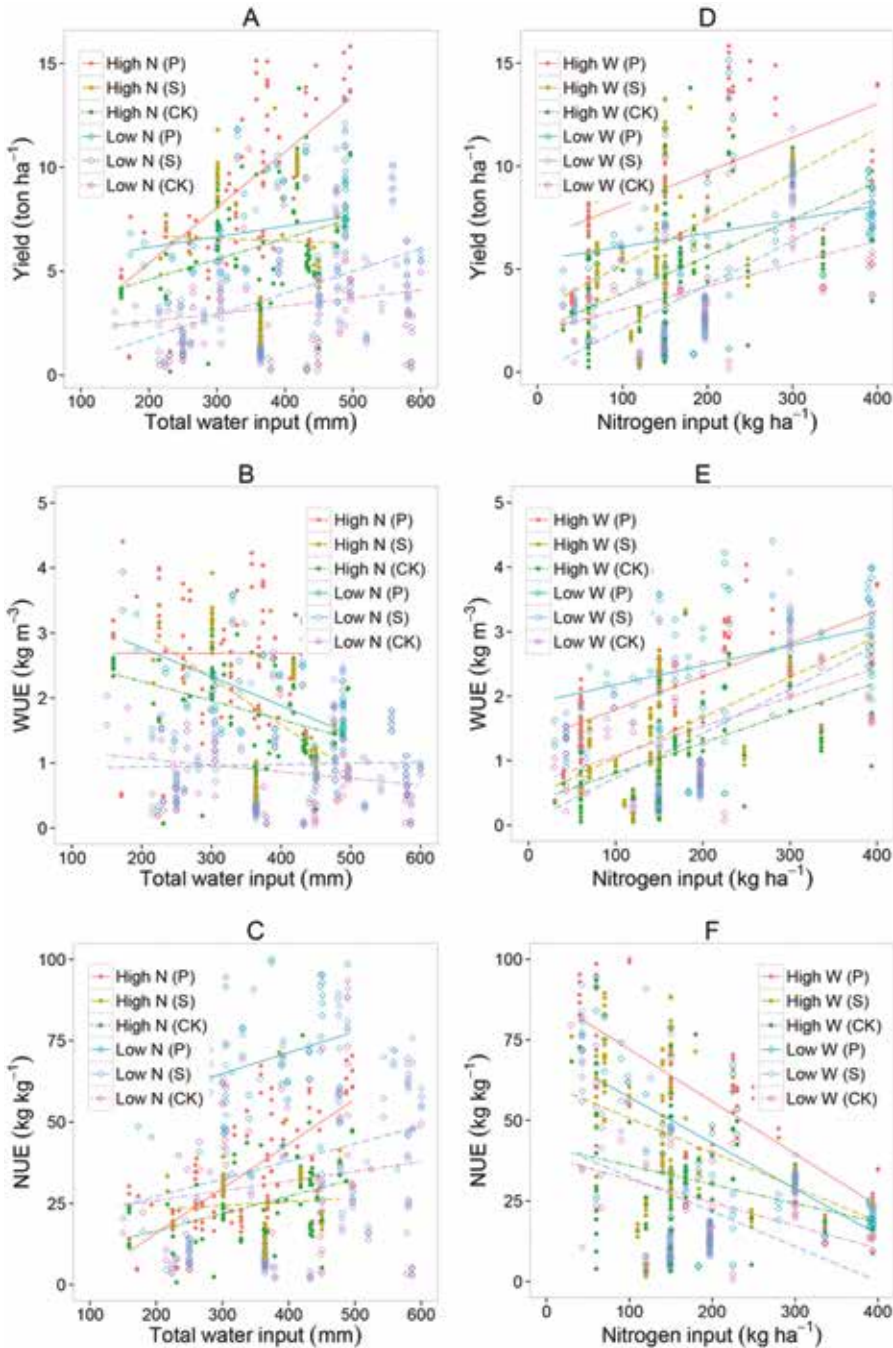 A
Yield (ton ha⁻¹)
15
10
5
0
High N (P)
High N (S)
High N (CK)
Low N (P)
Low N (S)
Low N (CK)
100 200 300 400 500 600
Total water input (mm)
D
Yield (ton ha⁻¹)
15
10
5
0
High W (P)
High W (S)
High W (CK)
Low W (P)
Low W (S)
Low W (CK)
0 100 200 300 400
Nitrogen input (kg ha⁻¹)
B
WUE (kg m⁻³)
5
4
3
2
1
0
High N (P)
High N (S)
High N (CK)
Low N (P)
Low N (S)
Low N (CK)
100 200 300 400 500 600
Total water input (mm)
E
WUE (kg m⁻³)
5
4
3
2
1
0
High W (P)
High W (S)
High W (CK)
Low W (P)
Low W (S)
Low W (CK)
0 100 200 300 400
Nitrogen input (kg ha⁻¹)
C
NUE (kg kg⁻¹)
100
75
50
25
0
High N (P)
High N (S)
High N (CK)
Low N (P)
Low N (S)
Low N (CK)
100 200 300 400 500 600
Total water input (mm)
F
NUE (kg kg⁻¹)
100
75
50
25
0
High W (P)
High W (S)
High W (CK)
Low W (P)
Low W (S)
Low W (CK)
0 100 200 300 400
Nitrogen input (kg ha⁻¹)